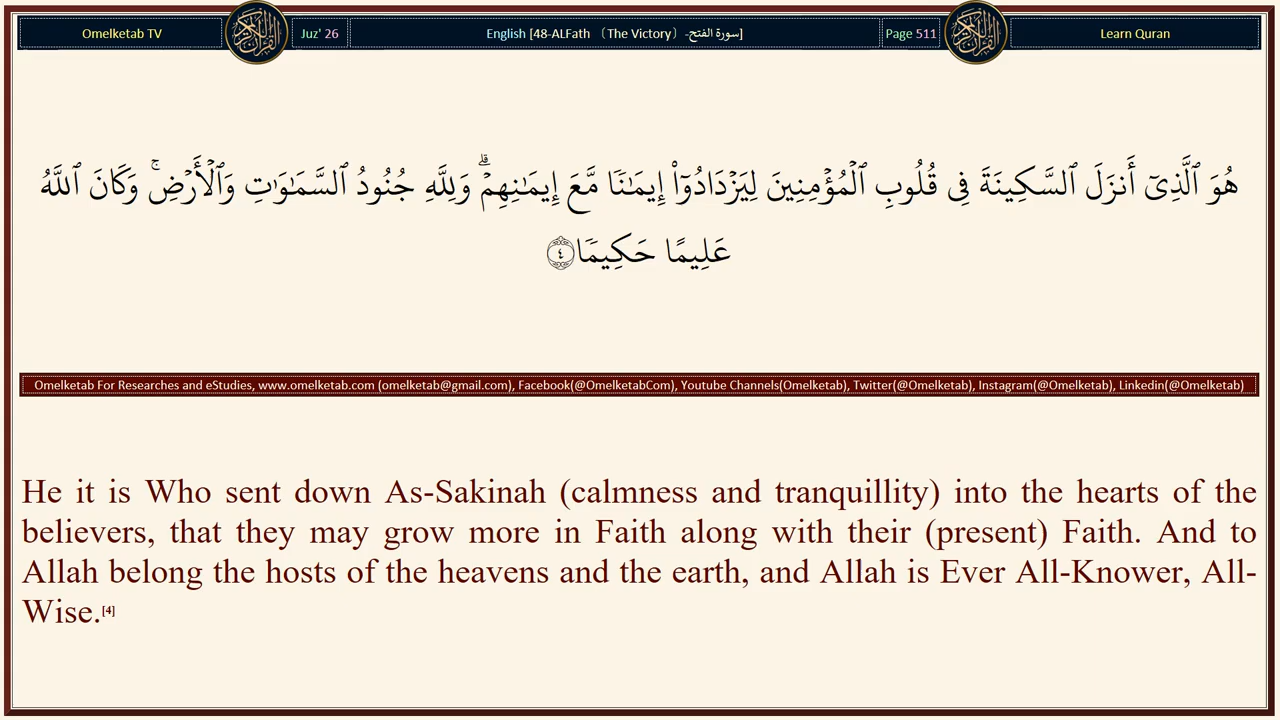 Omelketab TV
Juz' 26
English [48-ALFath (The Victory) -سورة الفتح]
Page 511
Learn Quran
هُوَ ٱلَّذِىٓ أَنزَلَ ٱلسَّكِينَةَ فِى قُلُوبِ ٱلْمُؤْمِنِينَ لِيَزْدَادُوٓا۟ إِيمَـٰنًا مَّعَ إِيمَـٰنِهِمْ ۗ وَلِلَّهِ جُنُودُ ٱلسَّمَـٰوَٰتِ وَٱلْأَرْضِ ۚ وَكَانَ ٱللَّهُ
عَلِيمًا حَكِيمًا ٤
Omelketab For Researches and eStudies, www.omelketab.com (omelketab@gmail.com), Facebook(@OmelketabCom), Youtube Channels(Omelketab), Twitter(@Omelketab), Instagram(@Omelketab), Linkedin(@Omelketab)
He it is Who sent down As-Sakinah (calmness and tranquillity) into the hearts of the
believers, that they may grow more in Faith along with their (present) Faith. And to
Allah belong the hosts of the heavens and the earth, and Allah is Ever All-Knower, All-
Wise.[4]